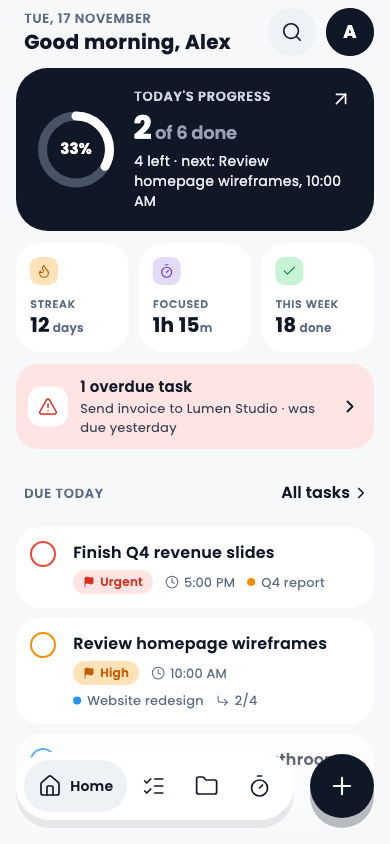 TUE, 17 NOVEMBER
Good morning, Alex
A
TODAY'S PROGRESS
33%
2 of 6 done
4 left · next: Review
homepage wireframes, 10:00
AM
STREAK
12 days
FOCUSED
1h 15m
THIS WEEK
18 done
1 overdue task
Send invoice to Lumen Studio · was
due yesterday
DUE TODAY
All tasks
Finish Q4 revenue slides
Urgent
5:00 PM
Q4 report
Review homepage wireframes
High
10:00 AM
Website redesign
2/4
Home